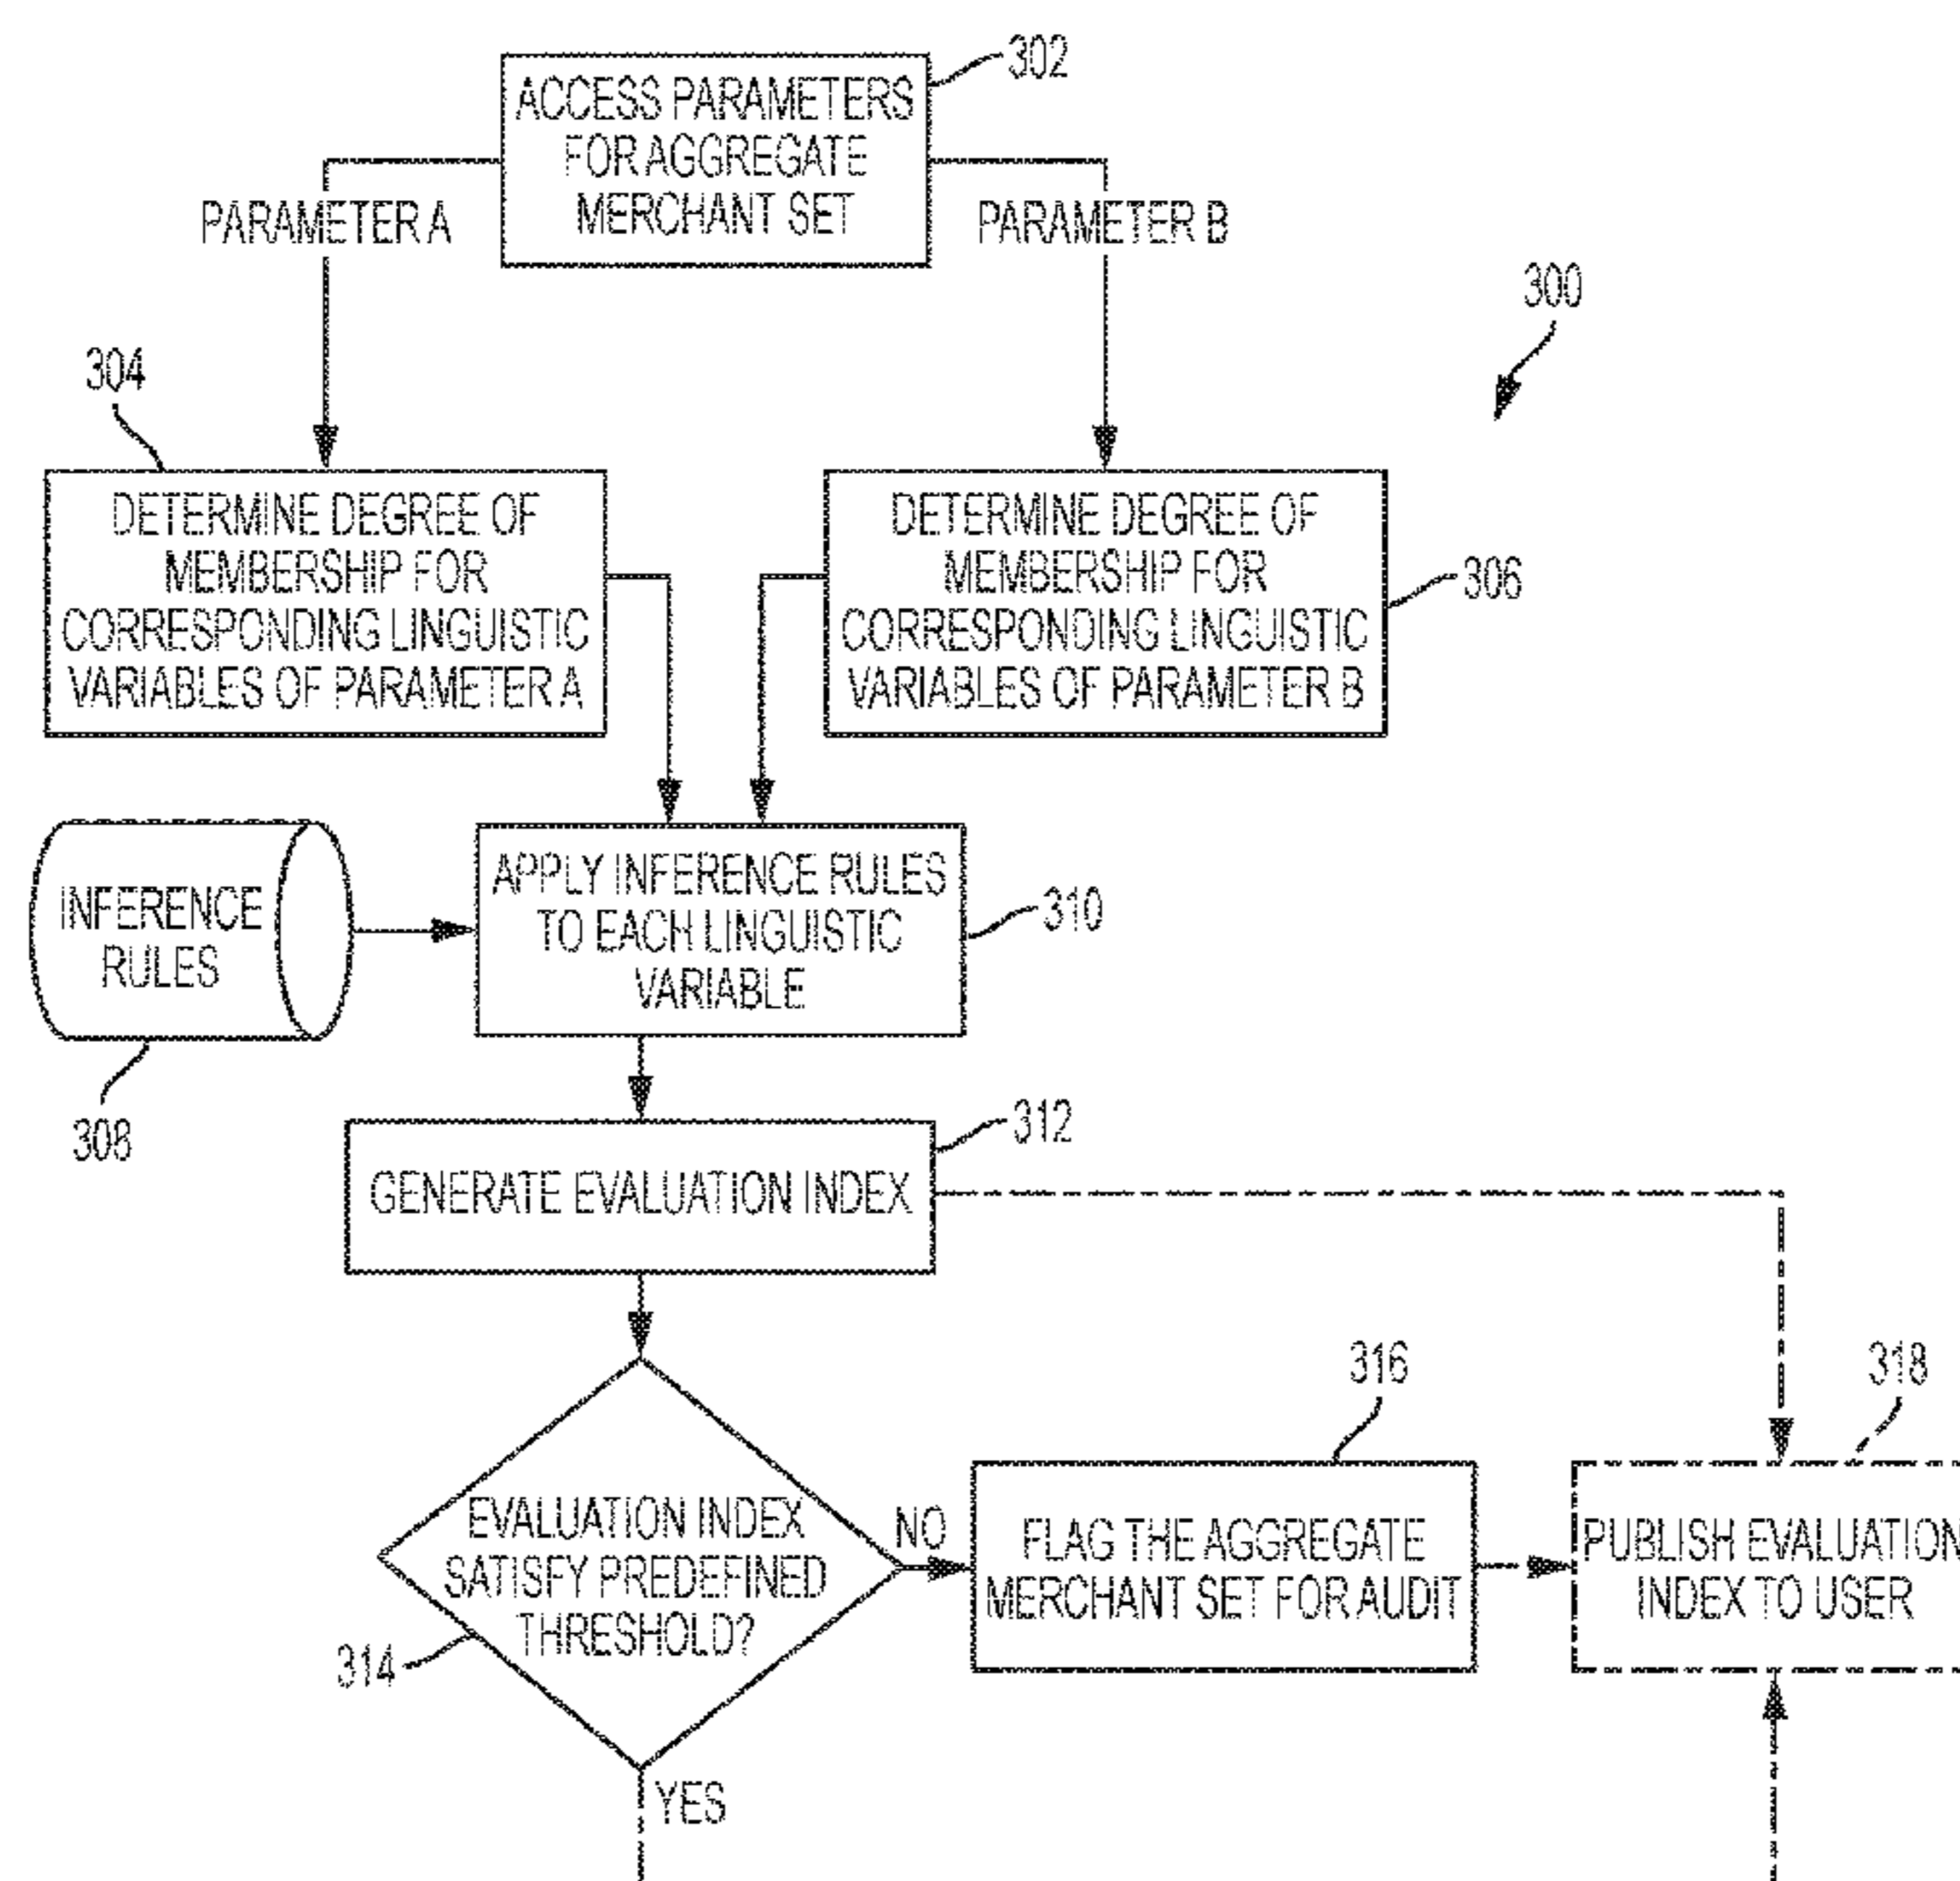 302
ACCESS PARAMETERS
FOR AGGREGATE
MERCHANT SET
PARAMETER A
PARAMETER B
300
304
DETERMINE DEGREE OF
MEMBERSHIP FOR
CORRESPONDING LINGUISTIC
VARIABLES OF PARAMETER A
DETERMINE DEGREE OF
MEMBERSHIP FOR
CORRESPONDING LINGUISTIC
VARIABLES OF PARAMETER B
306
INFERENCE
RULES
308
APPLY INFERENCE RULES
TO EACH LINGUISTIC
VARIABLE
310
312
GENERATE EVALUATION INDEX
EVALUATION INDEX
SATISFY PREDEFINED
THRESHOLD?
314
NO
YES
316
FLAG THE AGGREGATE
MERCHANT SET FOR AUDIT
318
PUBLISH EVALUATION
INDEX TO USER